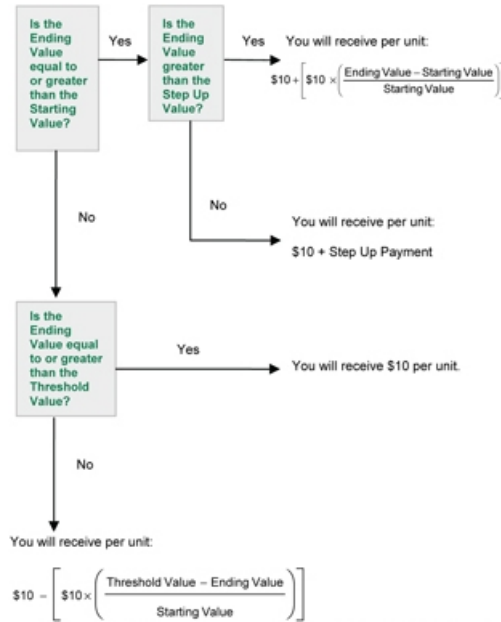 Is the
Ending
Value
equal to
or greater
than the
Starting
Value?
Yes
Is the
Ending
Value
greater
than the
Step Up
Value?
Yes
You will receive per unit:
$10 + [ $10 × ( Ending Value – Starting Value
Starting Value ) ]
No
No
You will receive per unit:
$10 + Step Up Payment
Is the
Ending
Value equal
to or greater
than the
Threshold
Value?
Yes
You will receive $10 per unit.
No
You will receive per unit:
$10 – [ $10 × ( Threshold Value – Ending Value
Starting Value ) ]